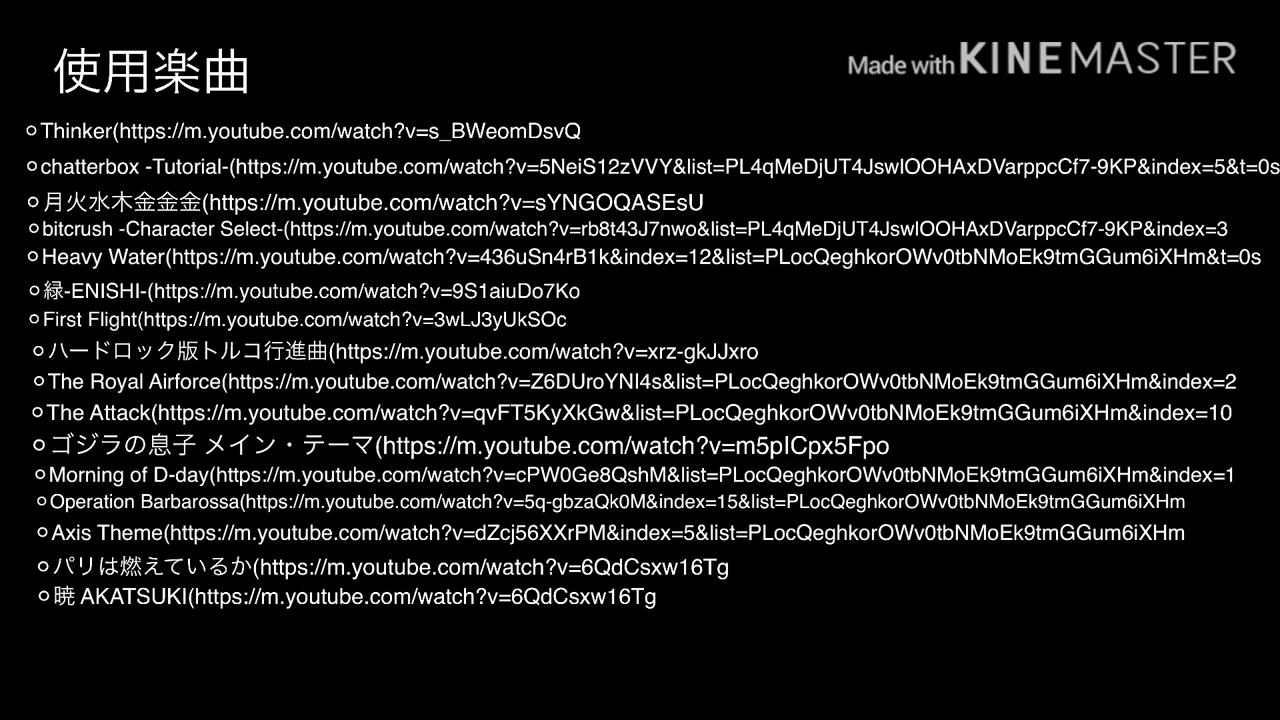 使用楽曲
Made with KINEMASTER
○Thinker(https://m.youtube.com/watch?v=s_BWeomDsvQ
○chatterbox -Tutorial-(https://m.youtube.com/watch?v=5NeiS12zVVY&list=PL4qMeDjUT4JswlOOHAxDVarppcCf7-9KP&index=5&t=0s
○月火水木金金金(https://m.youtube.com/watch?v=sYNGOQASEsU
○bitcrush -Character Select-(https://m.youtube.com/watch?v=rb8t43J7nwo&list=PL4qMeDjUT4JswlOOHAxDVarppcCf7-9KP&index=3
○Heavy Water(https://m.youtube.com/watch?v=436uSn4rB1k&index=12&list=PLocQeghkorOWv0tbNMoEk9tmGGum6iXHm&t=0s
○緑-ENISHI-(https://m.youtube.com/watch?v=9S1aiuDo7Ko
○First Flight(https://m.youtube.com/watch?v=3wLJ3yUkSOc
○ハードロック版トルコ行進曲(https://m.youtube.com/watch?v=xrz-gkJJxro
○The Royal Airforce(https://m.youtube.com/watch?v=Z6DUroYNI4s&list=PLocQeghkorOWv0tbNMoEk9tmGGum6iXHm&index=2
○The Attack(https://m.youtube.com/watch?v=qvFT5KyXkGw&list=PLocQeghkorOWv0tbNMoEk9tmGGum6iXHm&index=10
○ゴジラの息子 メイン・テーマ(https://m.youtube.com/watch?v=m5pICpx5Fpo
○Morning of D-day(https://m.youtube.com/watch?v=cPW0Ge8QshM&list=PLocQeghkorOWv0tbNMoEk9tmGGum6iXHm&index=1
○Operation Barbarossa(https://m.youtube.com/watch?v=5q-gbzaQk0M&index=15&list=PLocQeghkorOWv0tbNMoEk9tmGGum6iXHm
○Axis Theme(https://m.youtube.com/watch?v=dZcj56XXrPM&index=5&list=PLocQeghkorOWv0tbNMoEk9tmGGum6iXHm
○パリは燃えているか(https://m.youtube.com/watch?v=6QdCsxw16Tg
○暁 AKATSUKI(https://m.youtube.com/watch?v=6QdCsxw16Tg